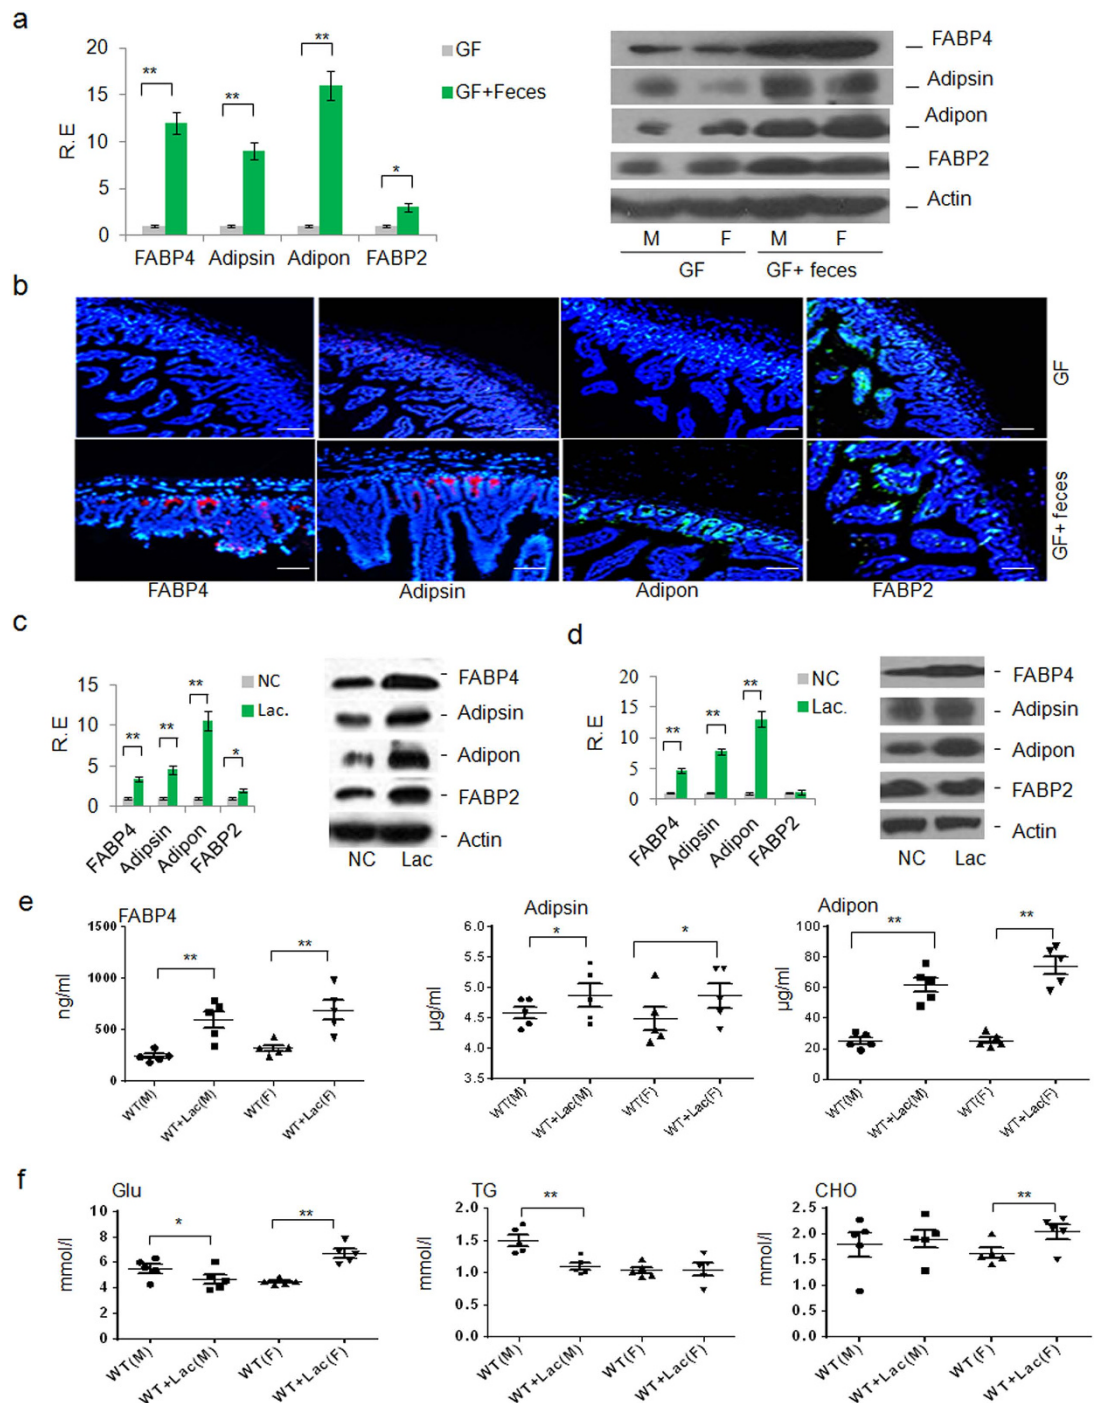 a
20
15
10
5
0
R.E
**
**
**
*
GF
GF+Feces
FABP4 Adipsin Adipon FABP2
FABP4
Adipsin
Adipon
FABP2
Actin
M F M F
GF GF+ feces
b
GF
GF+ feces
FABP4 Adipsin Adipon FABP2
c
15
10
5
0
R.E
**
**
**
*
NC
Lac.
FABP4 Adipsin Adipon FABP2
FABP4
Adipsin
Adipon
FABP2
Actin
NC Lac
d
20
15
10
5
0
R.E
**
**
**
NC
Lac.
FABP4 Adipsin Adipon FABP2
FABP4
Adipsin
Adipon
FABP2
Actin
NC Lac
e
FABP4
1500
1000
500
0
ng/ml
** **
WT(M) WT+Lac(M) WT(F) WT+Lac(F)
Adipsin
6.0
5.5
5.0
4.5
4.0
3.5
µg/ml
* *
WT(M) WT+Lac(M) WT(F) WT+Lac(F)
Adipon
100
80
60
40
20
0
µg/ml
** **
WT(M) WT+Lac(M) WT(F) WT+Lac(F)
f
Glu
10
8
6
4
2
0
mmol/l
* **
WT(M) WT+Lac(M) WT(F) WT+Lac(F)
TG
2.0
1.5
1.0
0.5
0.0
mmol/l
**
WT(M) WT+Lac(M) WT(F) WT+Lac(F)
CHO
2.5
2.0
1.5
1.0
0.5
0.0
mmol/l
**
WT(M) WT+Lac(M) WT(F) WT+Lac(F)